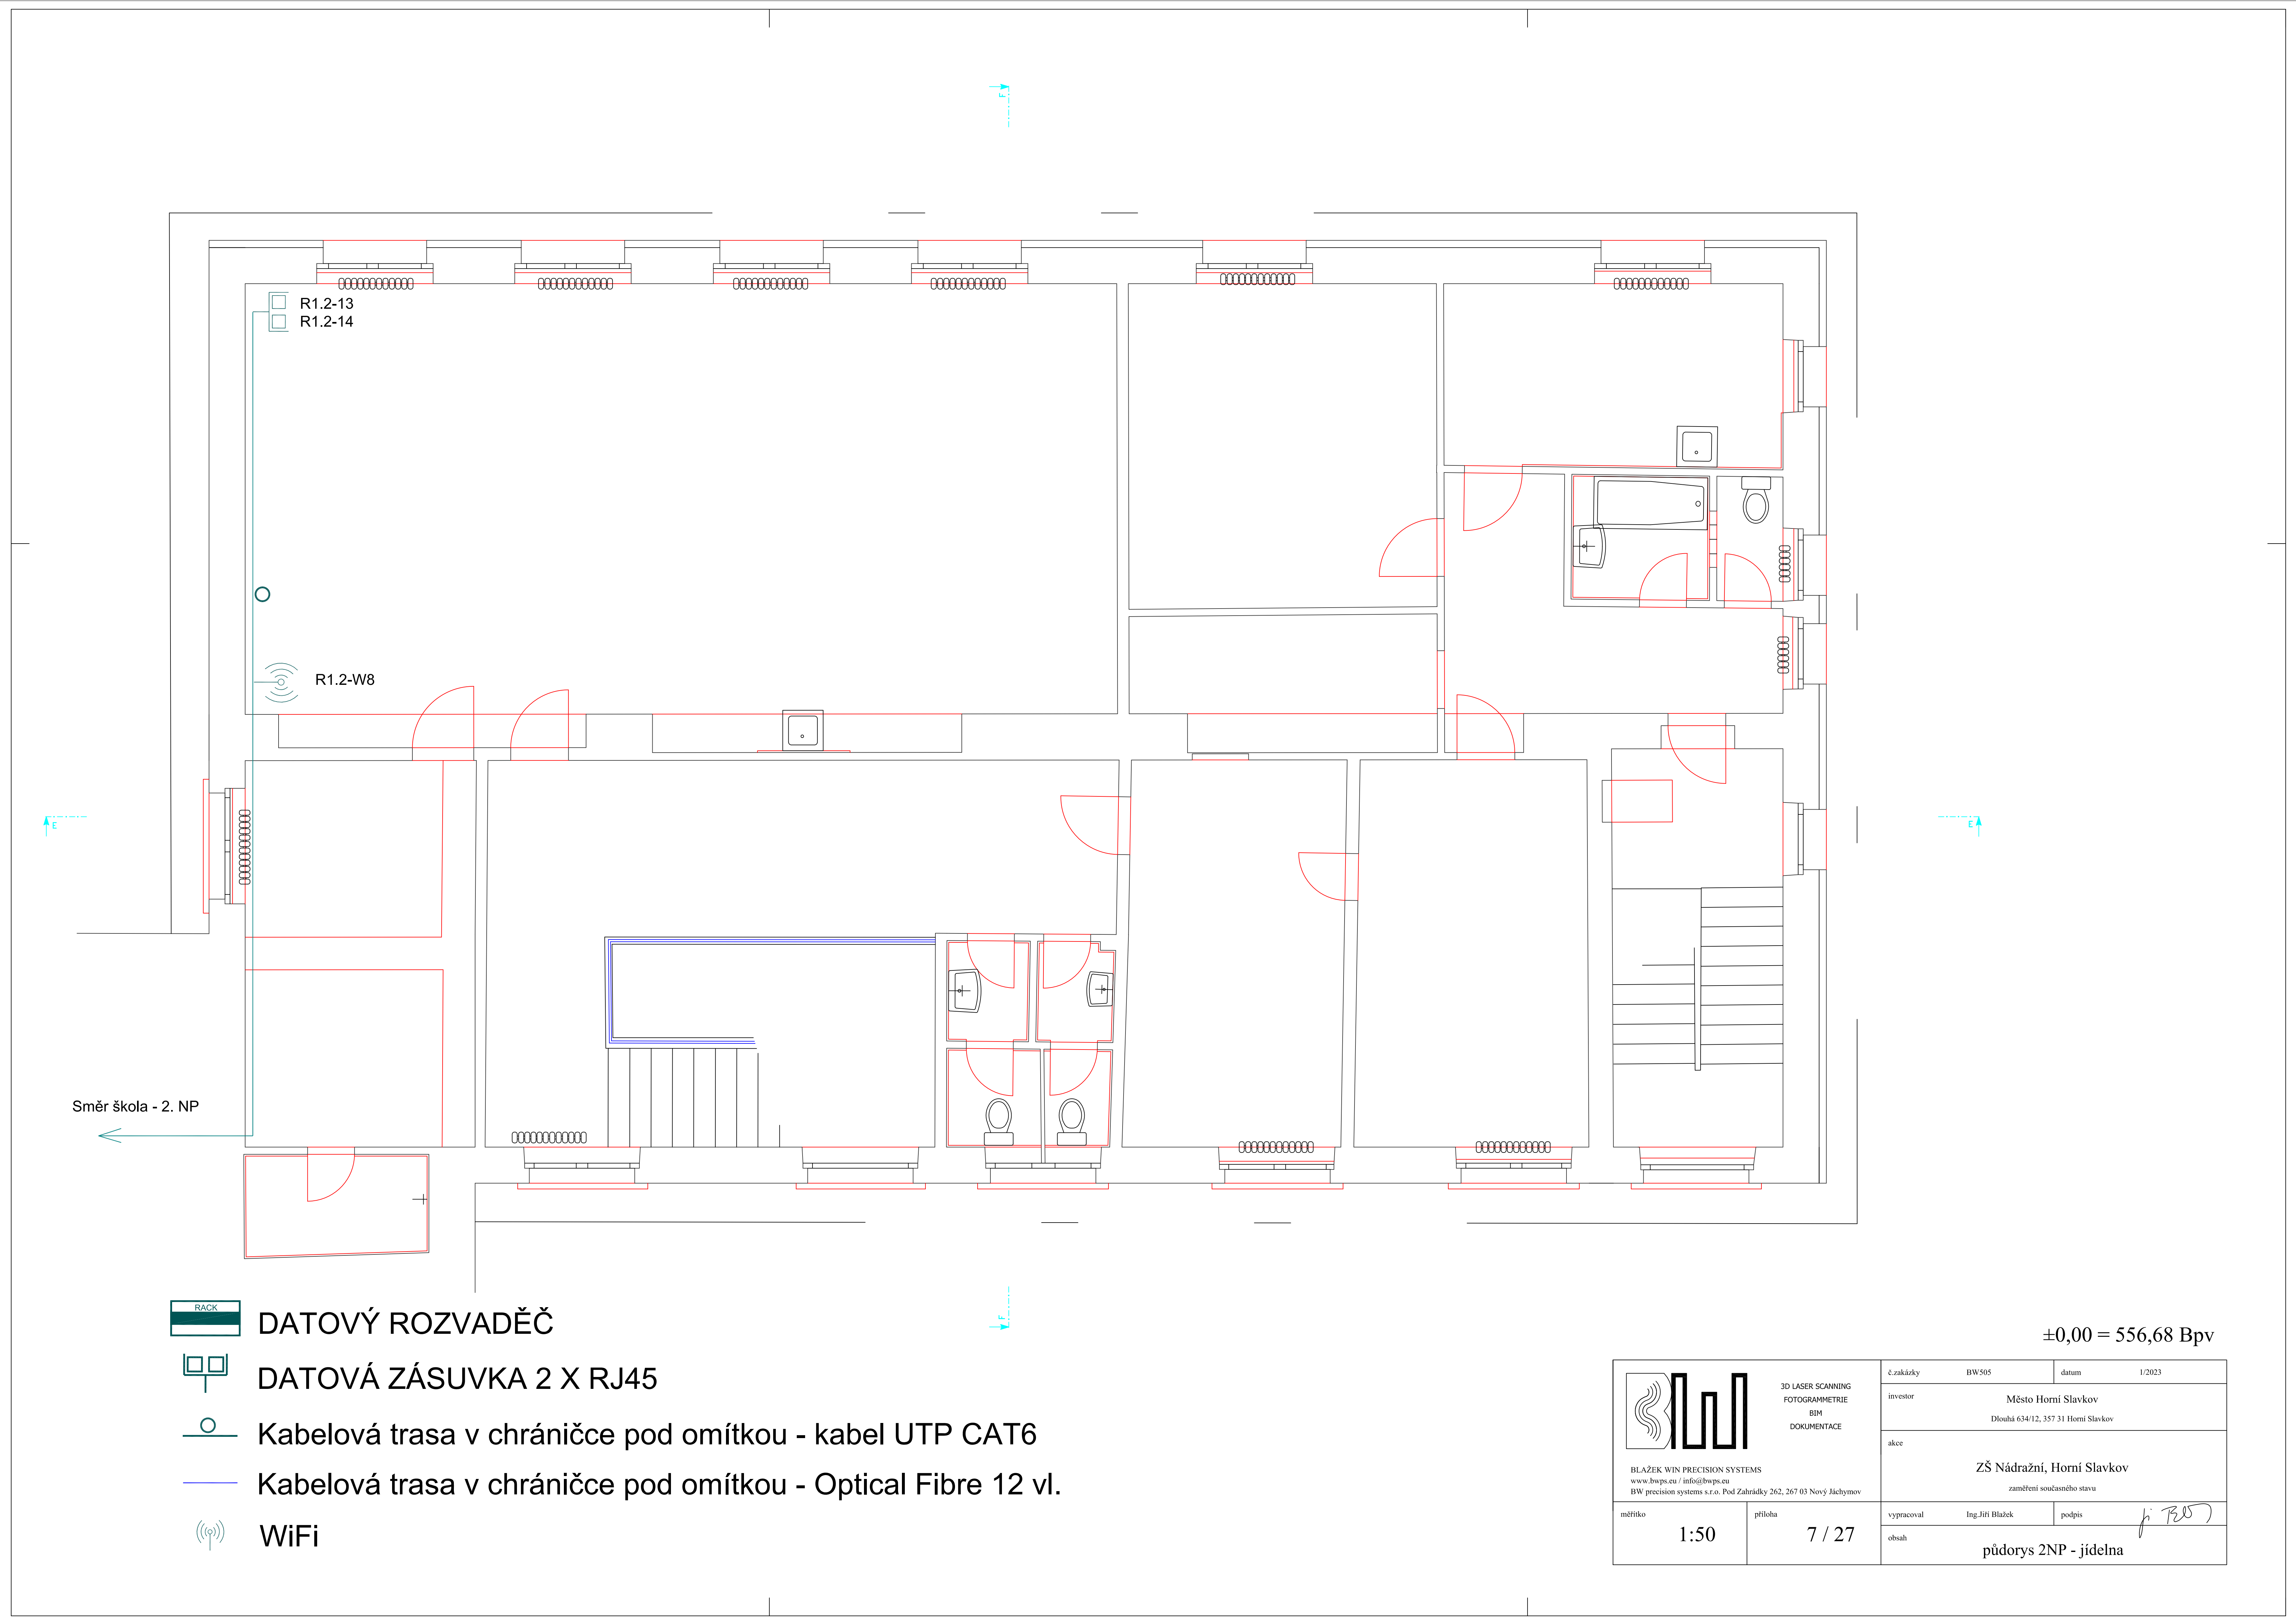 F
R1.2-13
R1.2-14
R1.2-W8
E
E
Směr škola - 2. NP
F
RACK
DATOVÝ ROZVADĚČ
DATOVÁ ZÁSUVKA 2 X RJ45
Kabelová trasa v chráničce pod omítkou - kabel UTP CAT6
Kabelová trasa v chráničce pod omítkou - Optical Fibre 12 vl.
WiFi
±0,00 = 556,68 Bpv
3D LASER SCANNING
FOTOGRAMMETRIE
BIM
DOKUMENTACE
BLAŽEK WIN PRECISION SYSTEMS
www.bwps.eu / info@bwps.eu
BW precision systems s.r.o. Pod Zahrádky 262, 267 03 Nový Jáchymov
č.zakázky BW505 datum 1/2023
investor
Město Horní Slavkov
Dlouhá 634/12, 357 31 Horní Slavkov
akce
ZŠ Nádražní, Horní Slavkov
zaměření současného stavu
měřítko
1:50
příloha
7 / 27
vypracoval Ing.Jiří Blažek podpis
obsah
půdorys 2NP - jídelna